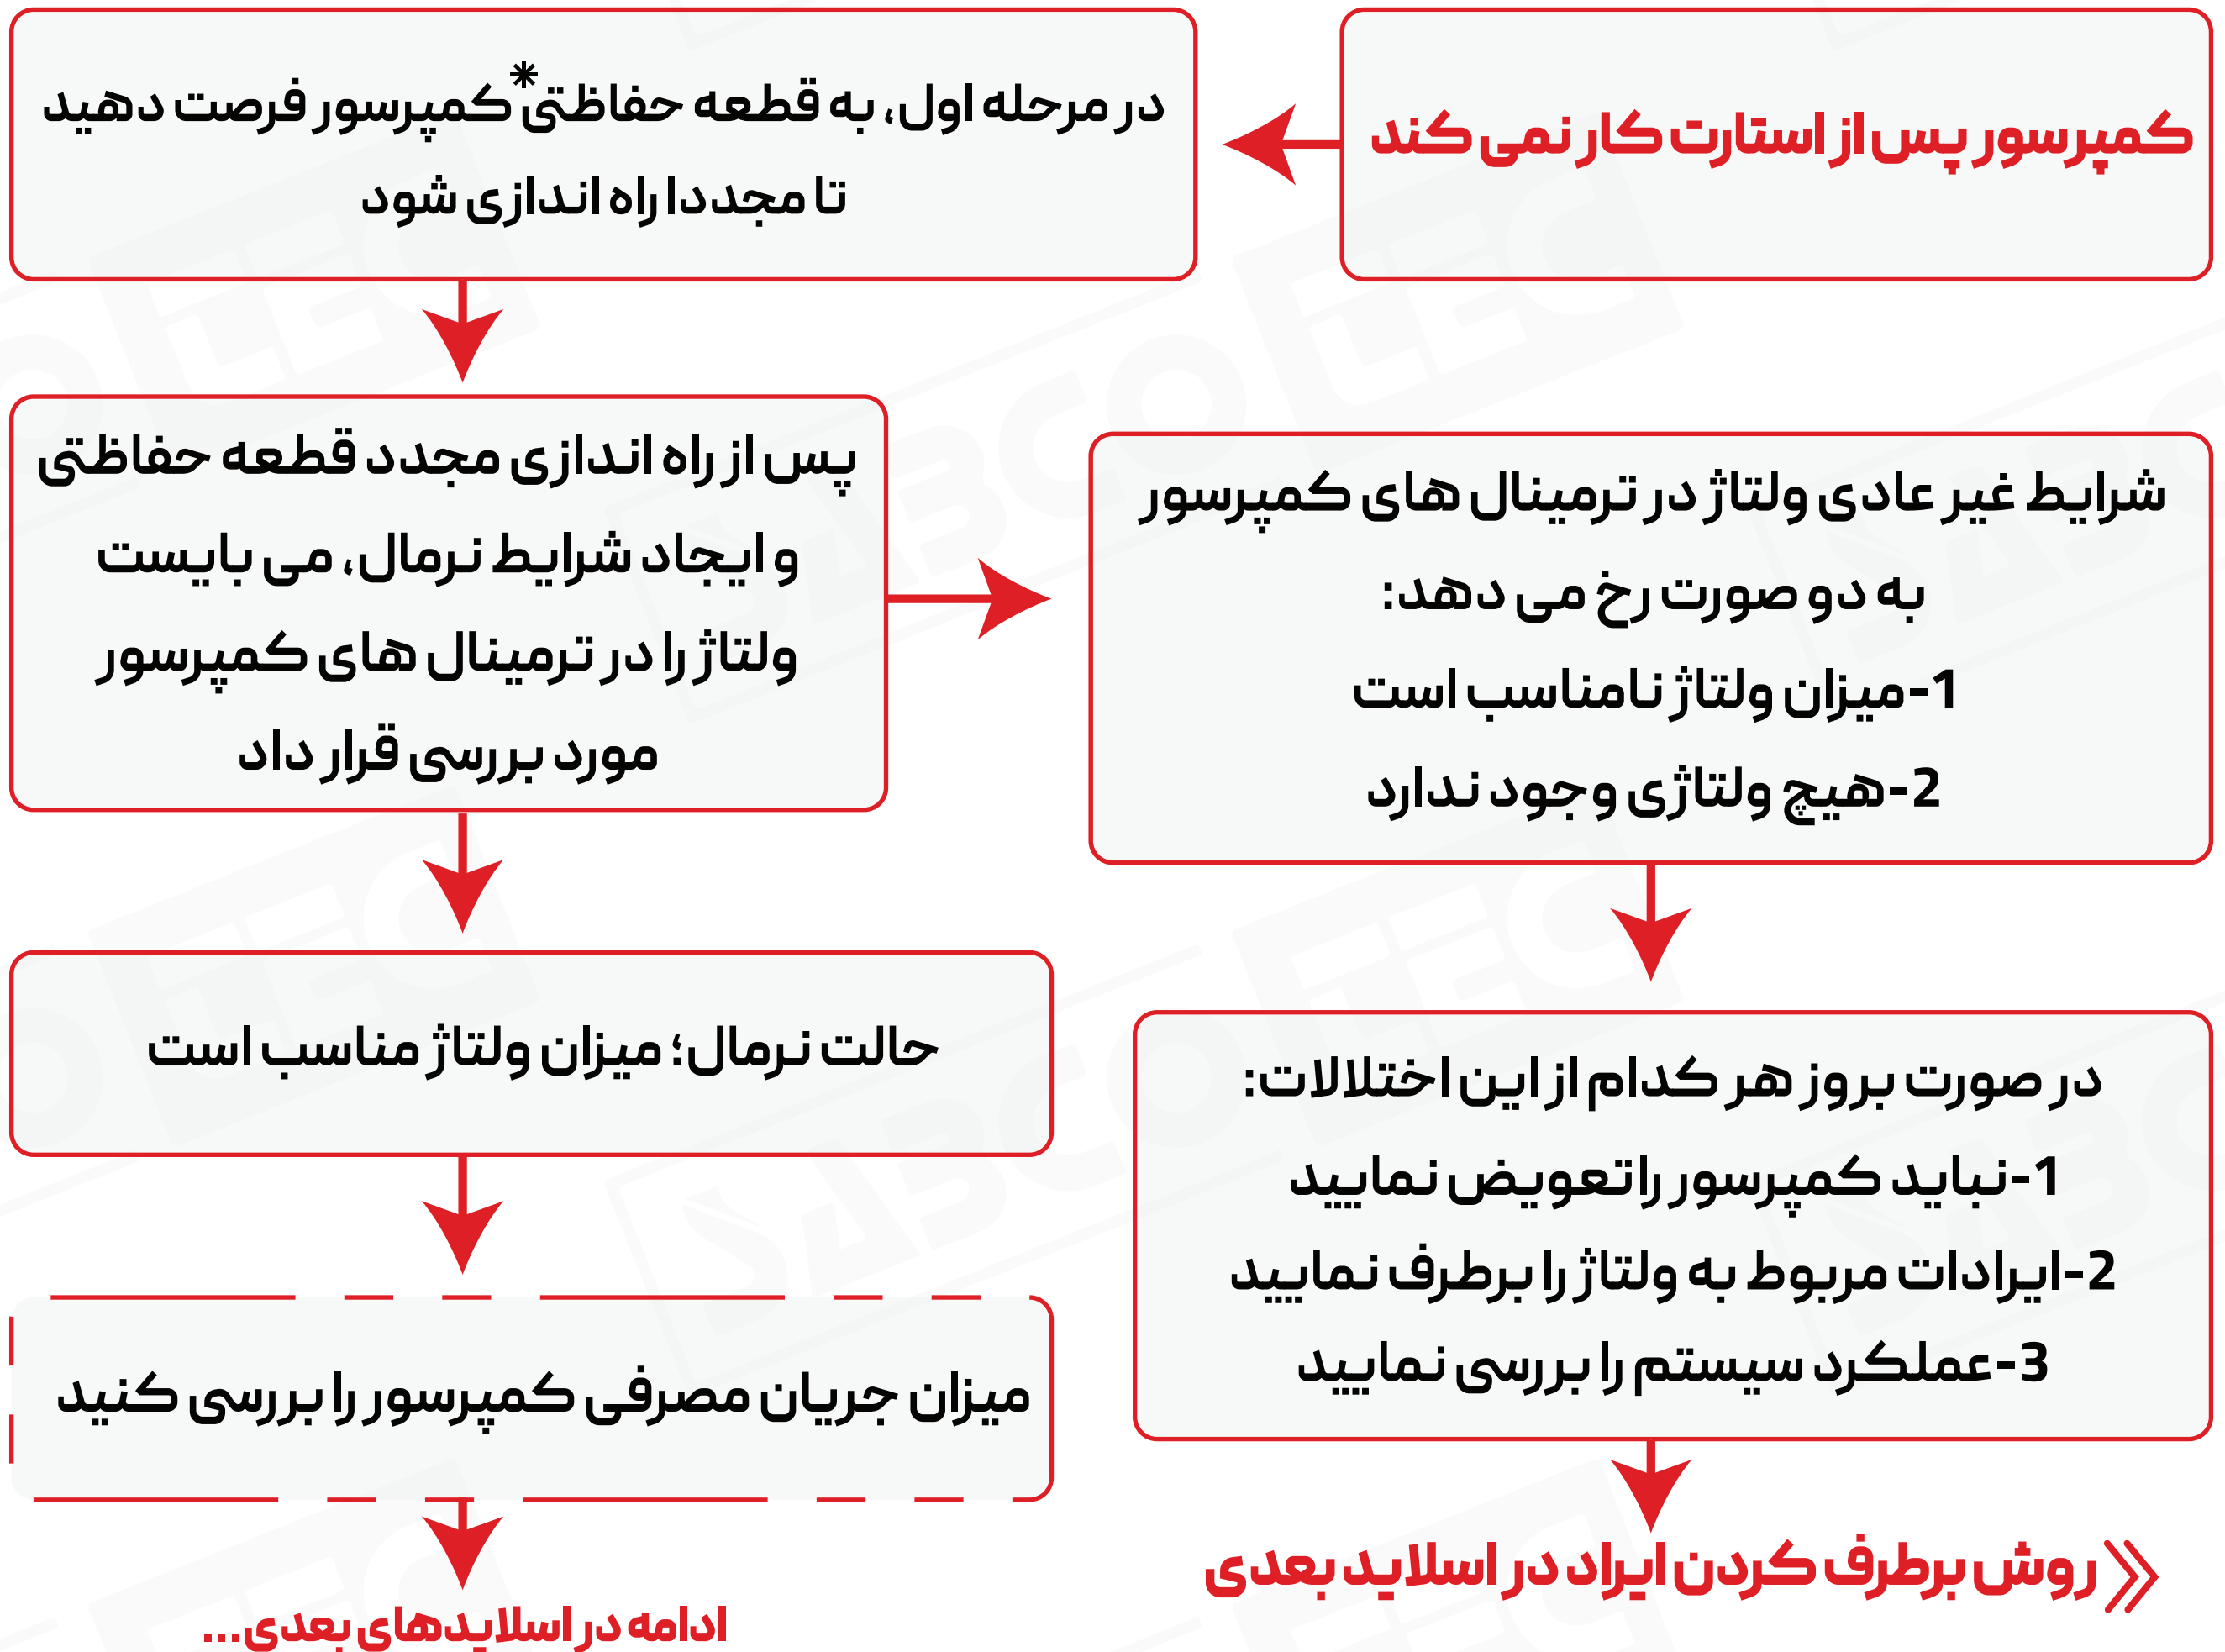 کمپرسور پس از استارت کار نمی کند
در مرحله اول، به قطعه حفاظتی* کمپرسور فرصت دهید
تا مجددا راه اندازی شود
پس از راه اندازی مجدد قطعه حفاظتی
و ایجاد شرایط نرمال، می بایست
ولتاژ را در ترمینال های کمپرسور
مورد بررسی قرار داد
شرایط غیر عادی ولتاژ در ترمینال های کمپرسور
به دو صورت رخ می دهد:
1-میزان ولتاژ نامناسب است
2-هیچ ولتاژی وجود ندارد
در صورت بروز هر کدام از این اختلالات:
1-نباید کمپرسور راتعویض نمایید
2-ایرادات مربوط به ولتاژ را برطرف نمایید
3-عملکرد سیستم را بررسی نمایید
روش برطرف کردن ایراد در اسلاید بعدی
حالت نرمال؛ میزان ولتاژ مناسب است
میزان جریان مصرفی کمپرسور را بررسی کنید
ادامه در اسلایدهای بعدی...
SABCO TEC